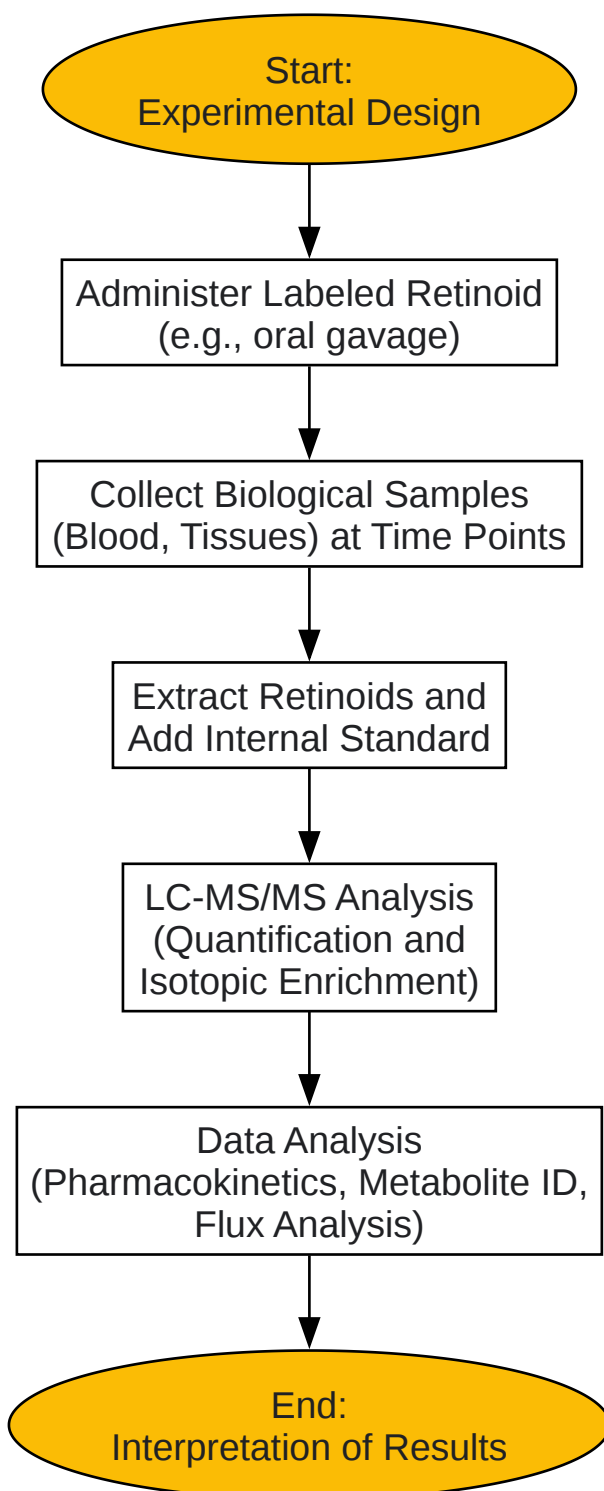 Start:
Experimental Design
Administer Labeled Retinoid
(e.g., oral gavage)
Collect Biological Samples
(Blood, Tissues) at Time Points
Extract Retinoids and
Add Internal Standard
LC-MS/MS Analysis
(Quantification and
Isotopic Enrichment)
Data Analysis
(Pharmacokinetics, Metabolite ID,
Flux Analysis)
End:
Interpretation of Results